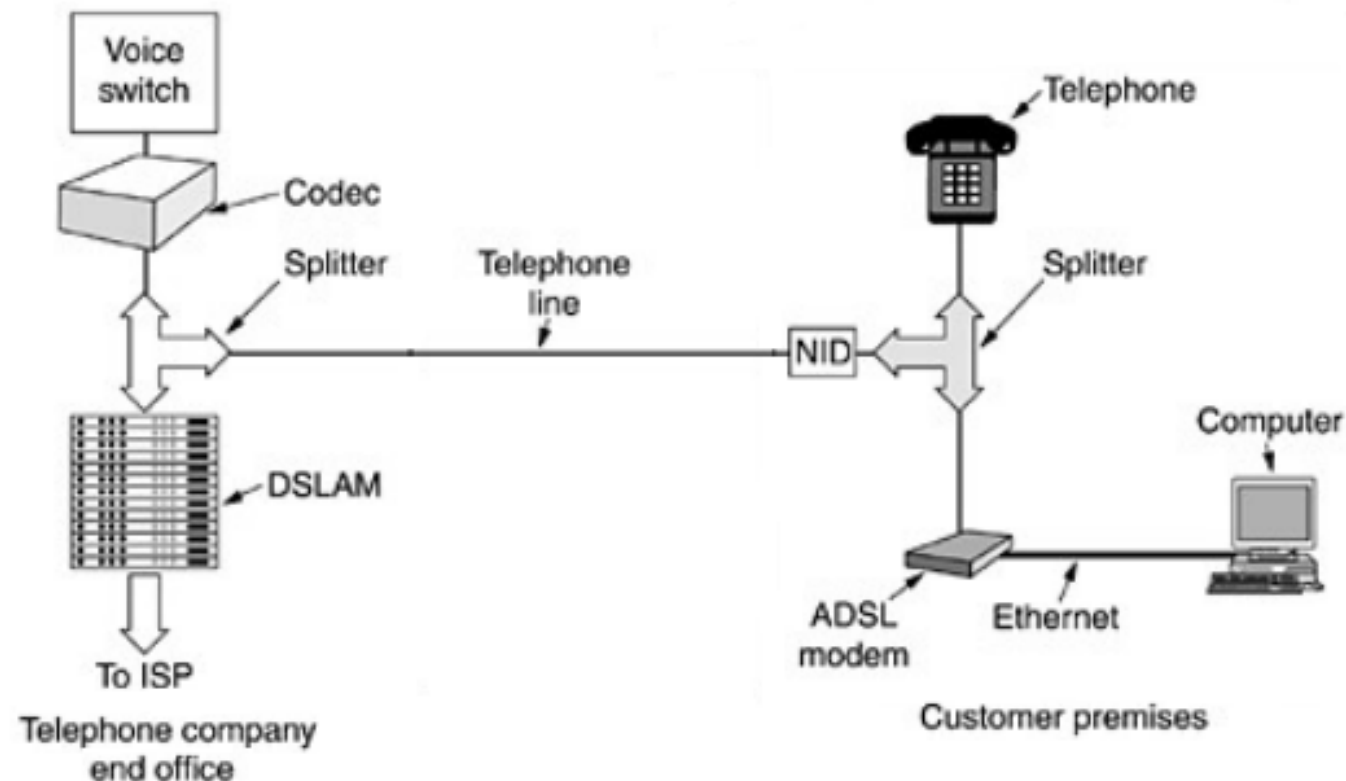 Voice
switch
Codec
Splitter
Telephone
line
DSLAM
To ISP
Telephone company
end office
Telephone
Splitter
NID
Computer
ADSL
modem
Ethernet
Customer premises